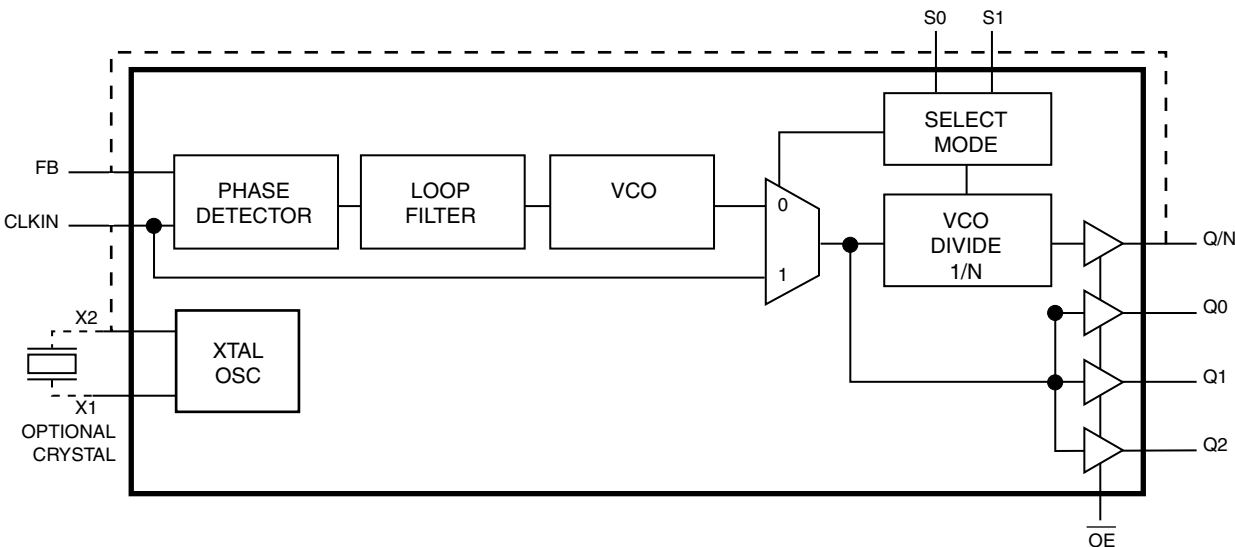 S0 S1
SELECT
MODE
FB
PHASE
DETECTOR
LOOP
FILTER
VCO
0
1
CLKIN
VCO
DIVIDE
1/N
Q/N
Q0
Q1
Q2
X2
XTAL
OSC
X1
OPTIONAL
CRYSTAL
OE